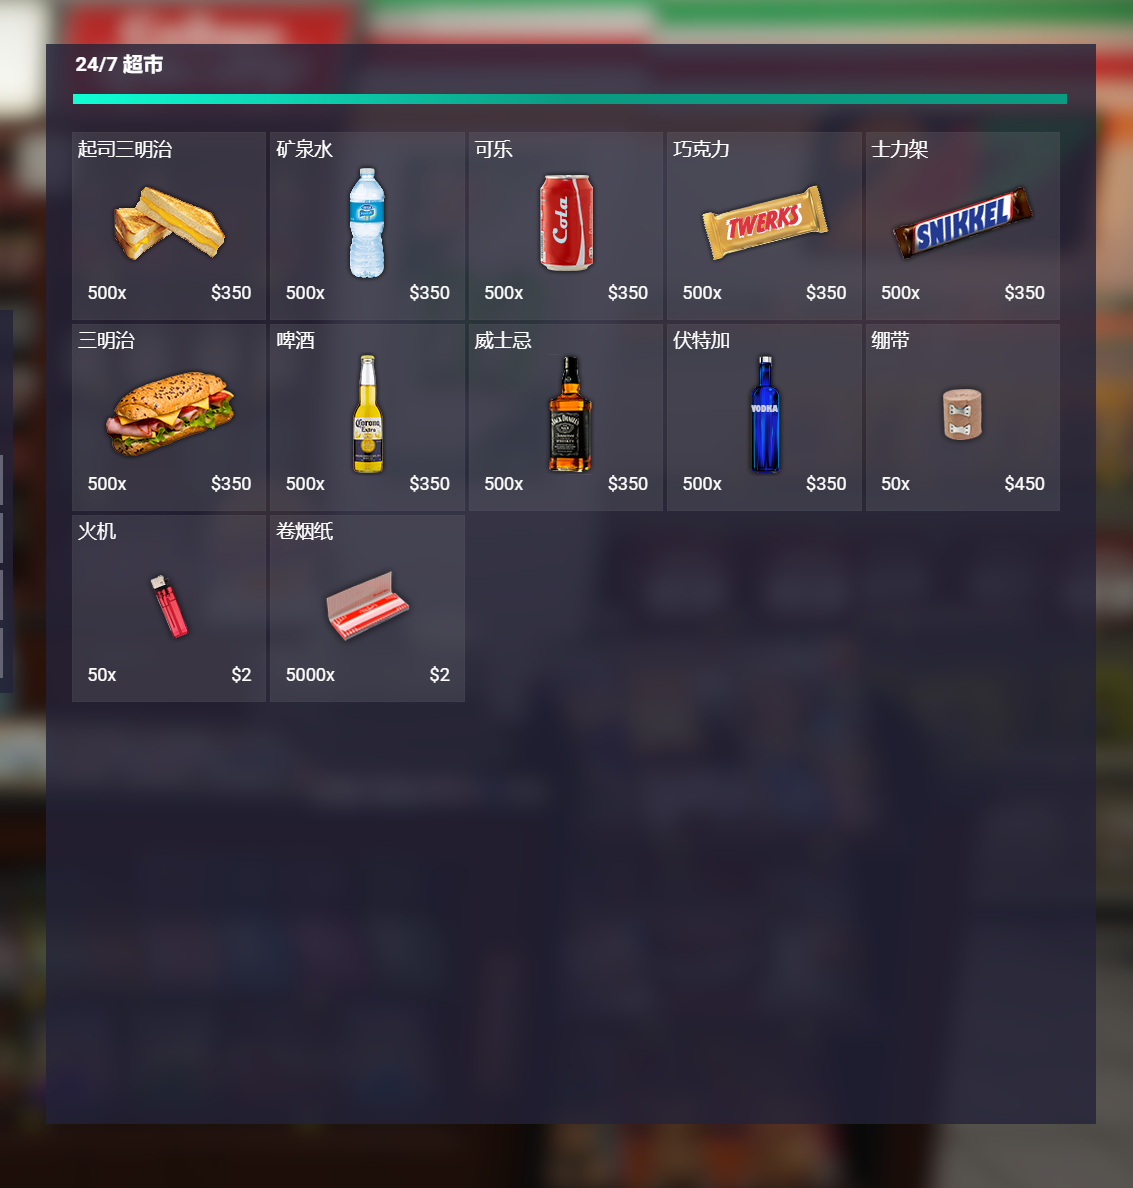 24/7 超市
起司三明治
500x $350
矿泉水
500x $350
可乐
Cola
500x $350
巧克力
TWERKS
500x $350
士力架
SNIKKEL
500x $350
三明治
500x $350
啤酒
Corona
Extra
500x $350
威士忌
JACK DANIEL'S
500x $350
伏特加
VODKA
500x $350
绷带
50x $450
火机
50x $2
卷烟纸
5000x $2